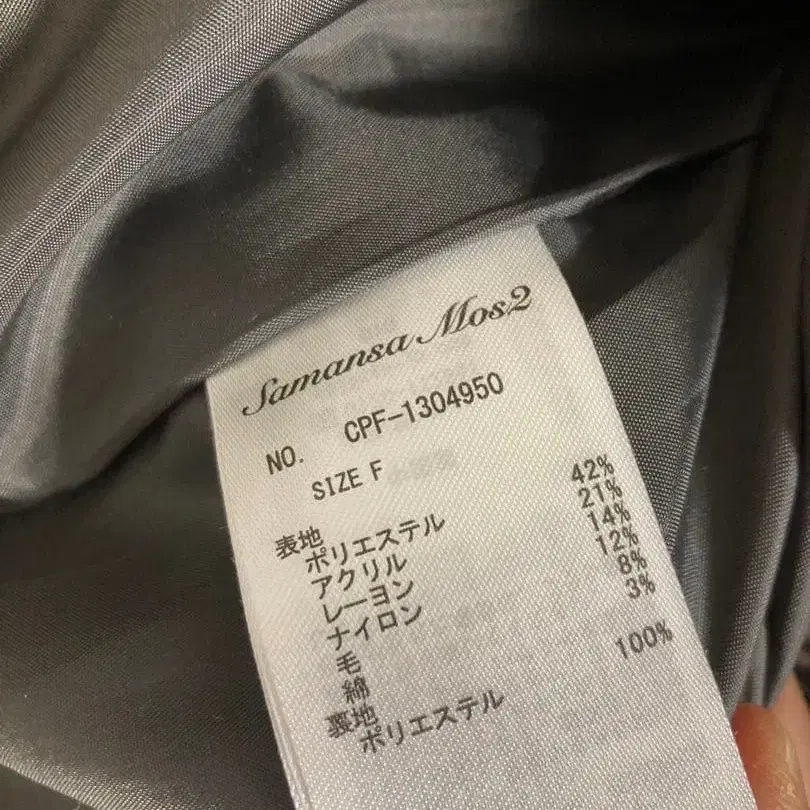 Samansa Mos2
NO. CPF-1304950
SIZE F
表地
ポリエステル 42%
アクリル 21%
レーヨン 14%
ナイロン 12%
毛 8%
綿 3%
裏地
ポリエステル 100%